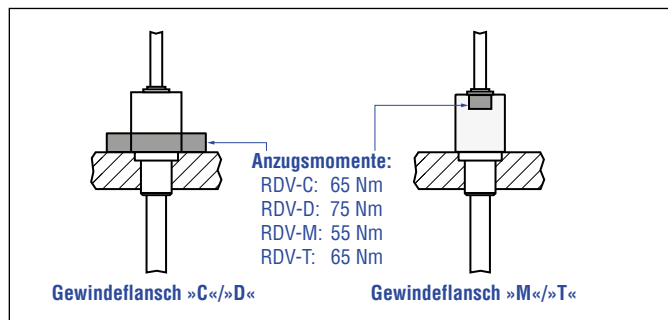 Anzugsmomente:
RDV-C: 65 Nm
RDV-D: 75 Nm
RDV-M: 55 Nm
RDV-T: 65 Nm
Gewindeflansch »C«/»D«
Gewindeflansch »M«/»T«